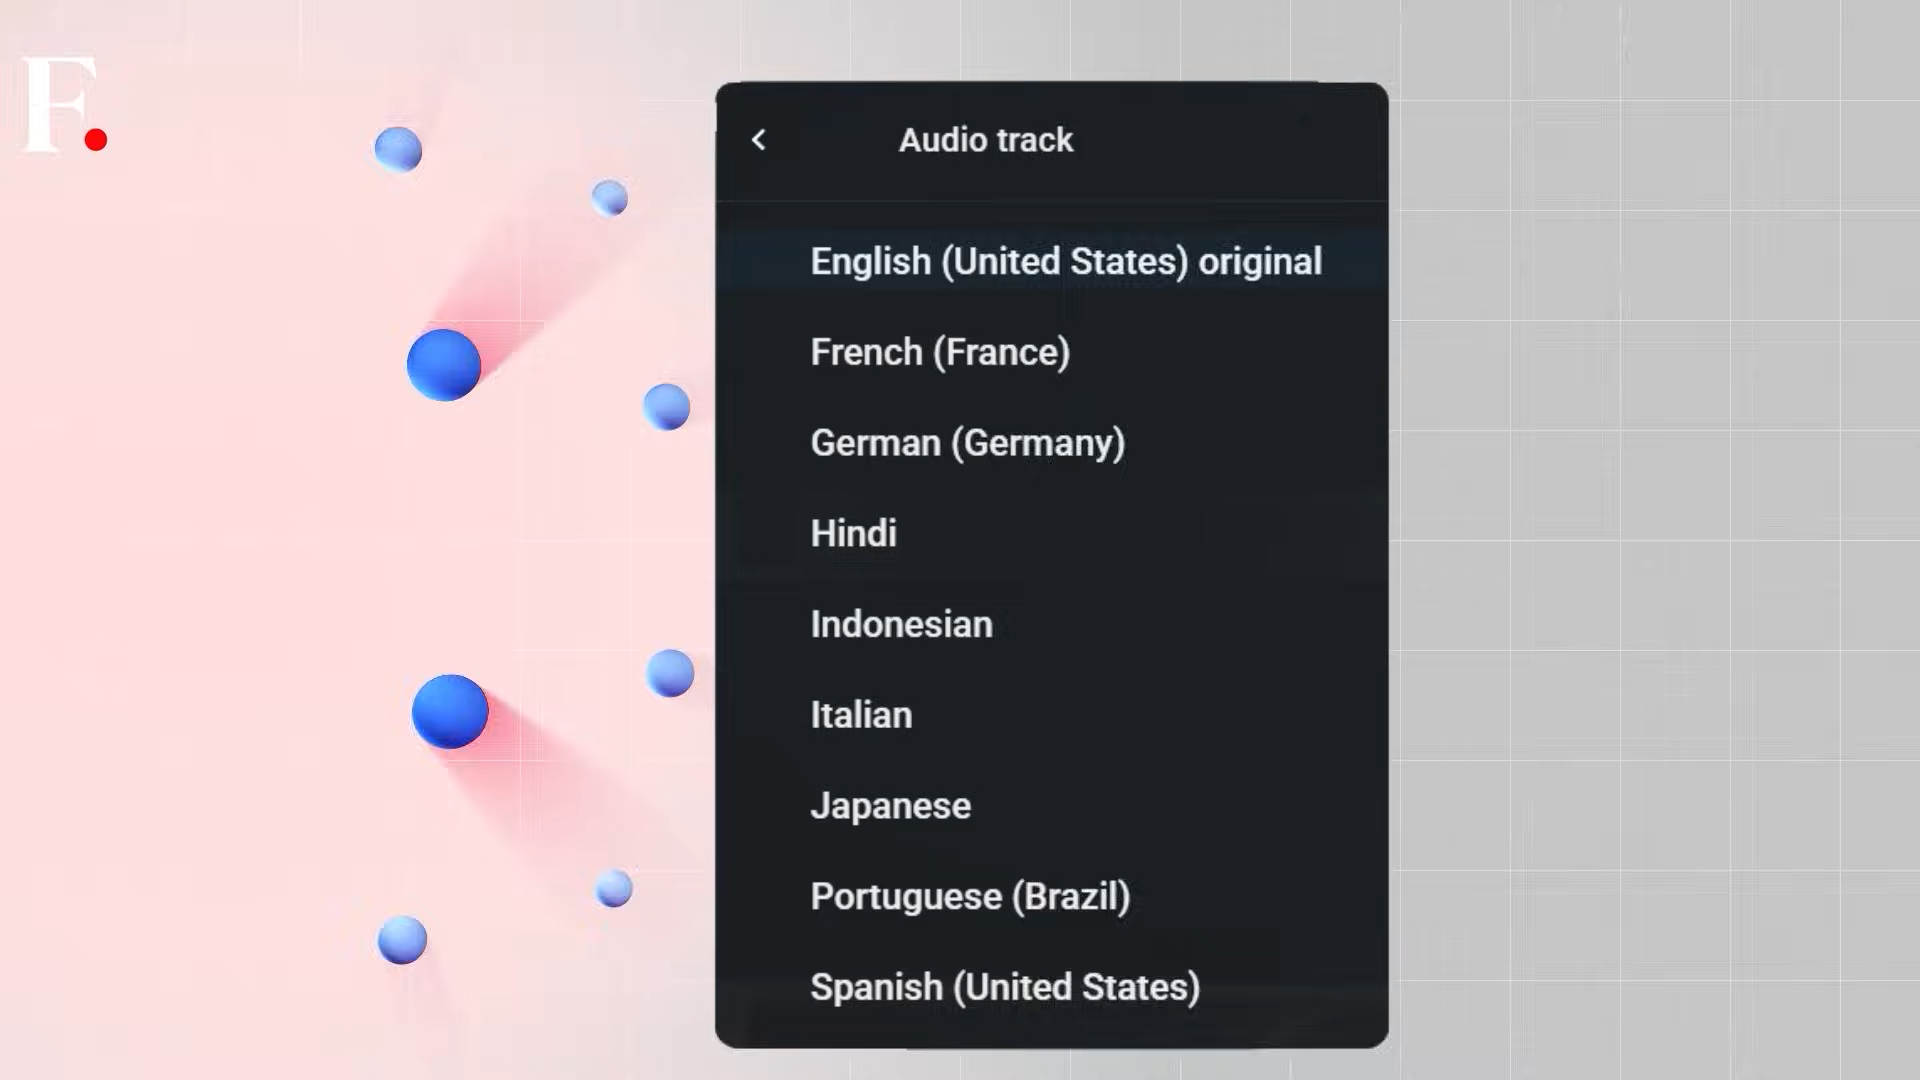 F.
Audio track
English (United States) original
French (France)
German (Germany)
Hindi
Indonesian
Italian
Japanese
Portuguese (Brazil)
Spanish (United States)